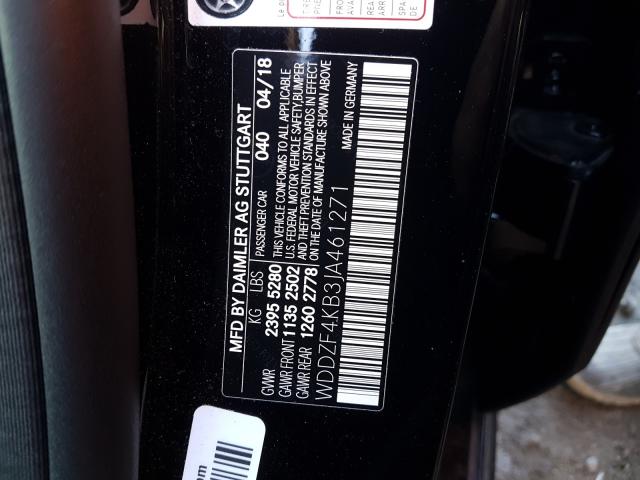 MFD BY DAIMLER AG STUTTGART
KG LBS PASSENGER CAR 040 04/18
GVWR 2395 5280 THIS VEHICLE CONFORMS TO ALL APPLICABLE
GAWR FRONT 1135 2502 U.S. FEDERAL MOTOR VEHICLE SAFETY,BUMPER,
GAWR REAR 1260 2778 AND THEFT PREVENTION STANDARDS IN EFFECT
ON THE DATE OF MANUFACTURE SHOWN ABOVE
WDDZF4KB3JA461271 MADE IN GERMANY